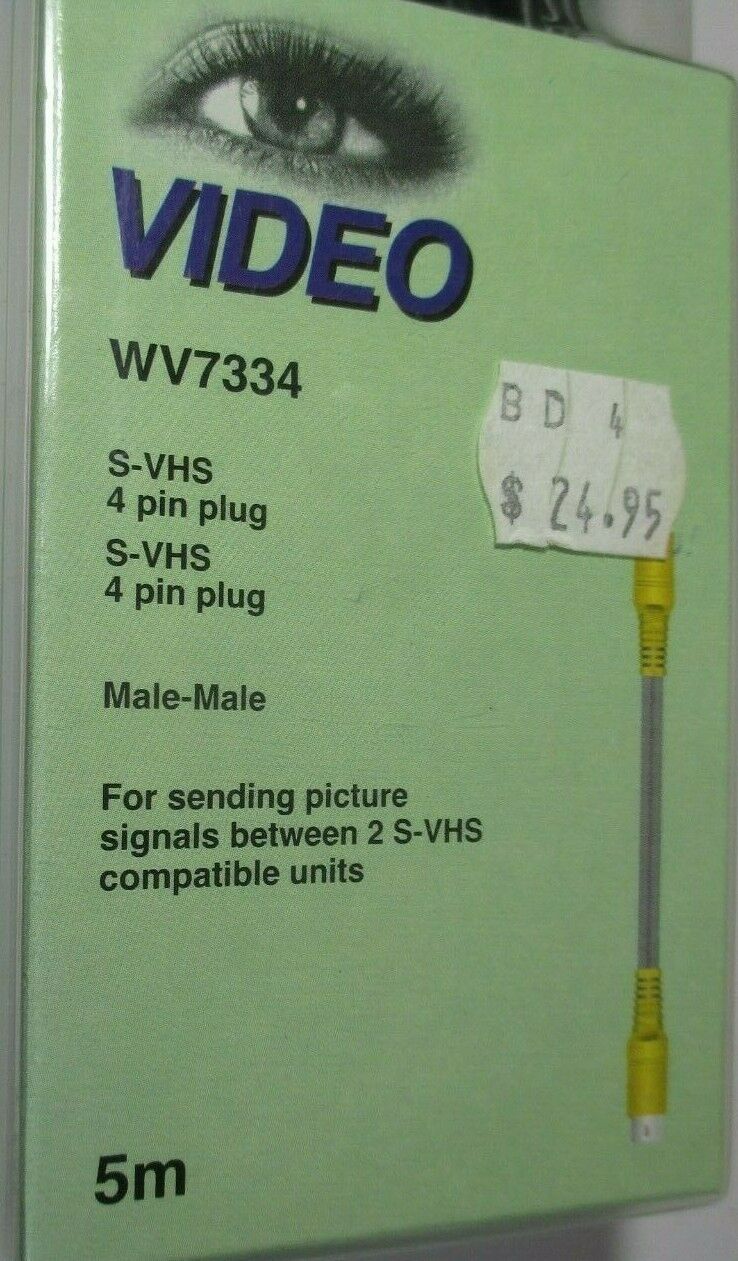 VIDEO
WV7334
BD 4
$ 24.95
S-VHS
4 pin plug
S-VHS
4 pin plug
Male-Male
For sending picture
signals between 2 S-VHS
compatible units
5m